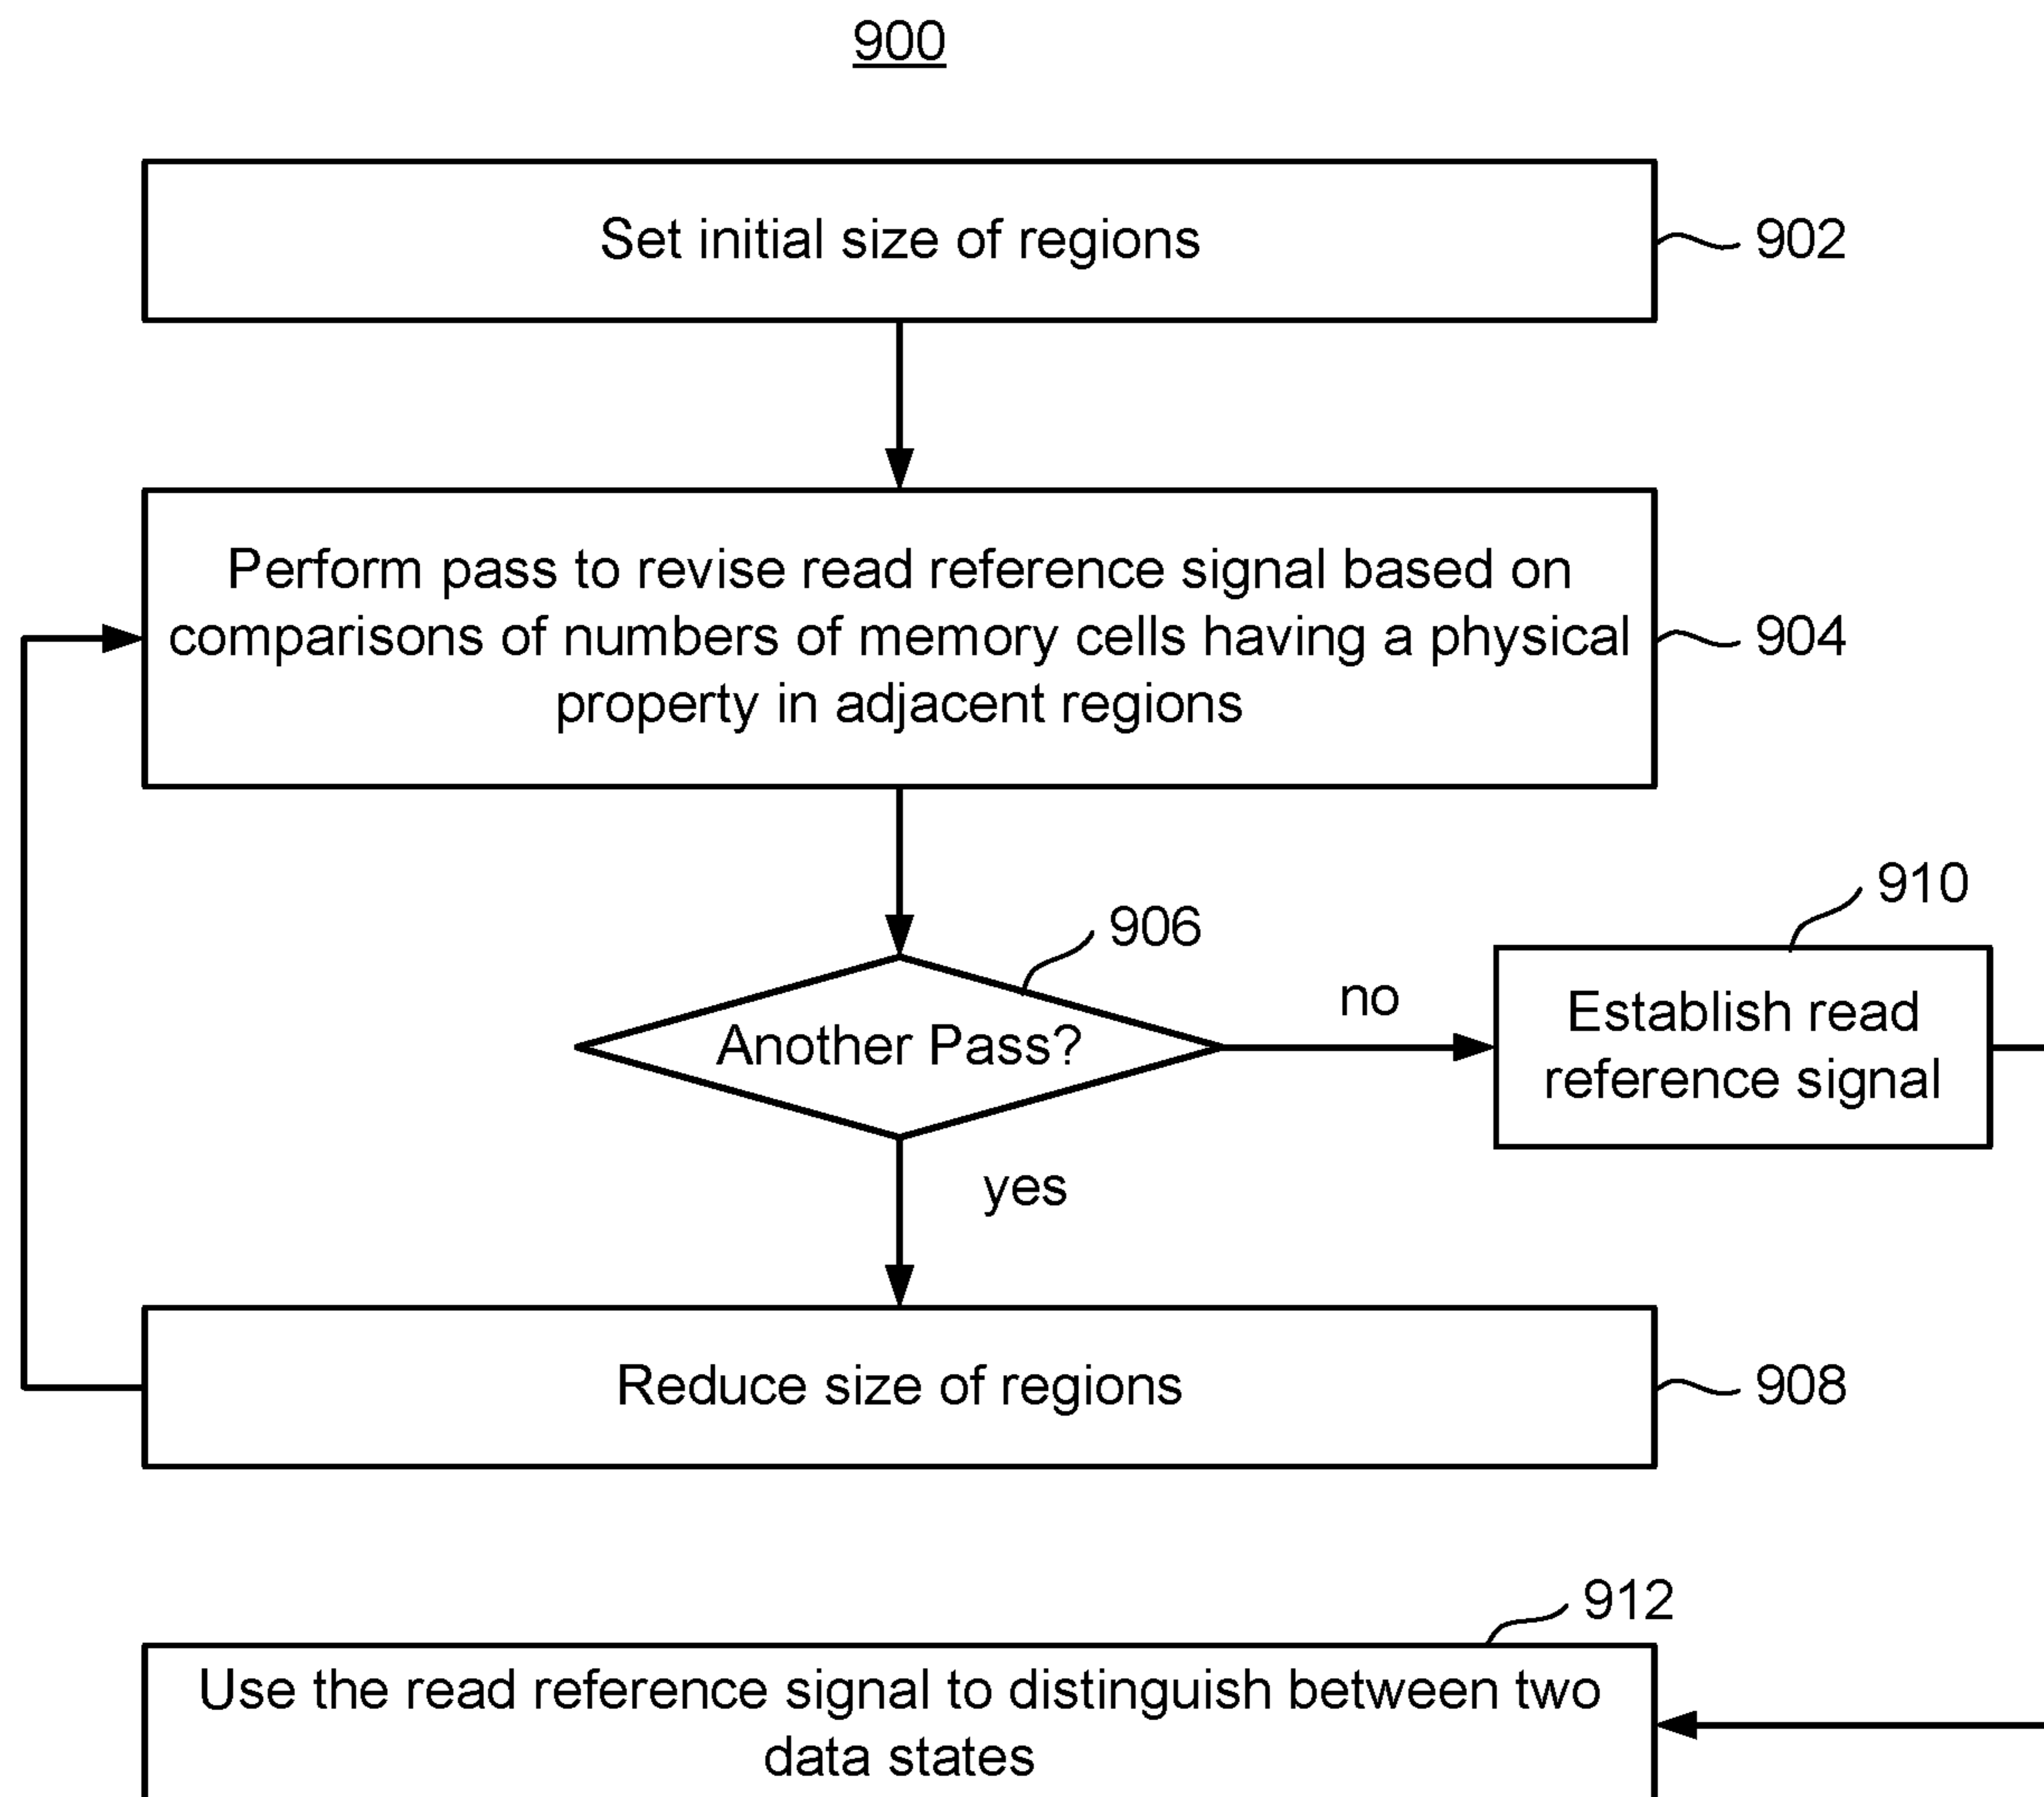 900
Set initial size of regions
902
Perform pass to revise read reference signal based on
comparisons of numbers of memory cells having a physical
property in adjacent regions
904
906
Another Pass?
no
910
Establish read
reference signal
yes
Reduce size of regions
908
912
Use the read reference signal to distinguish between two
data states